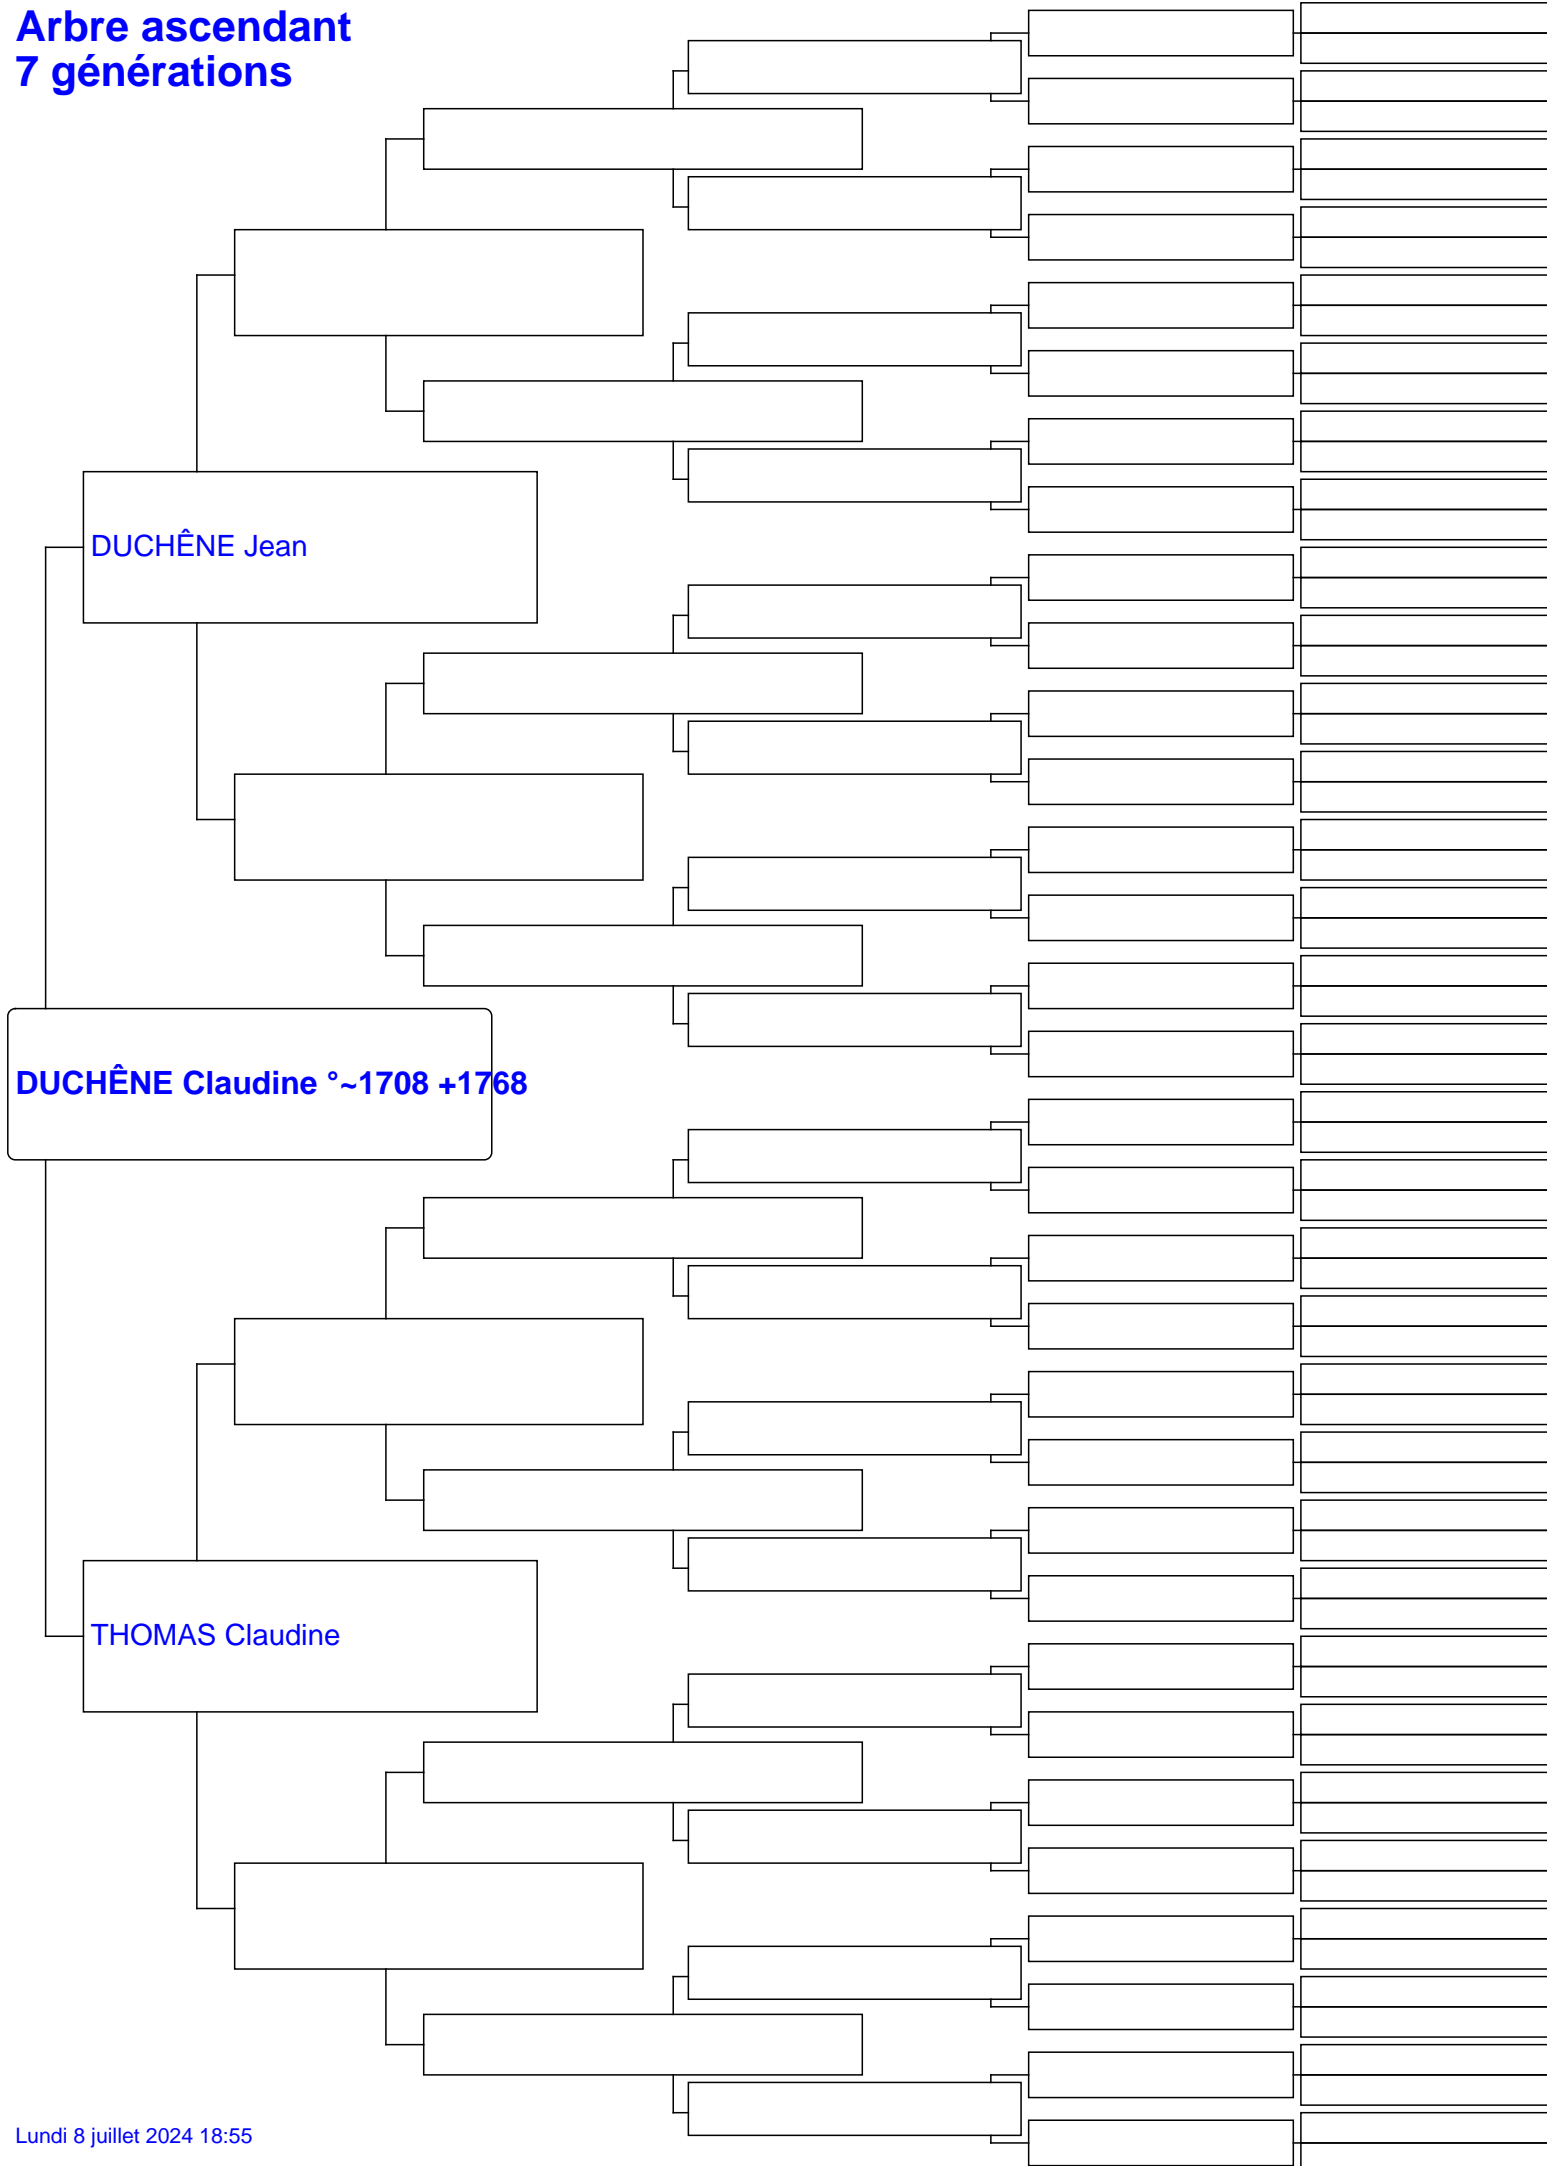 Arbre ascendant
7 générations
DUCHÊNE Jean
DUCHÊNE Claudine °~1708 +1768
THOMAS Claudine
Lundi 8 juillet 2024 18:55